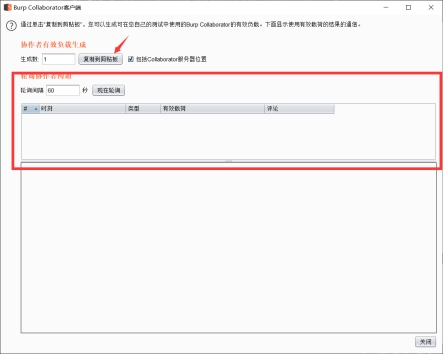 Burp Collaborator客户端
通过单击"复制到剪贴板"，您可以生成可在您自己的测试中使用的Burp Collaborator的有效负载。下面显示使用有效载荷的结果的通信。
协作者有效负载生成
生成数: 1 复制到剪贴板 包括Collaborator服务器位置
轮询协作者
轮询间隔 60 秒 现在轮询
# 时刻 类型 有效载荷 评论
关闭